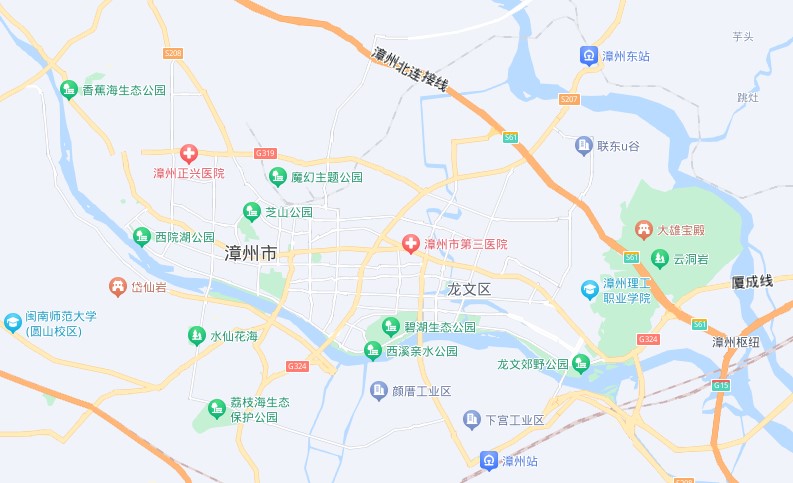 芋头
S208
漳州北连接线
漳州东站
香蕉海生态公园
跳灶
S207
S61
联东u谷
G319
漳州正兴医院
魔幻主题公园
芝山公园
西院湖公园
漳州市
漳州市第三医院
大雄宝殿
S61
云洞岩
岱仙岩
龙文区
漳州理工
职业学院
厦成线
闽南师范大学
(圆山校区)
水仙花海
碧湖生态公园
S61
G324
漳州枢纽
西溪亲水公园
龙文郊野公园
G324
G15
颜厝工业区
荔枝海生态
保护公园
下宫工业区
漳州站